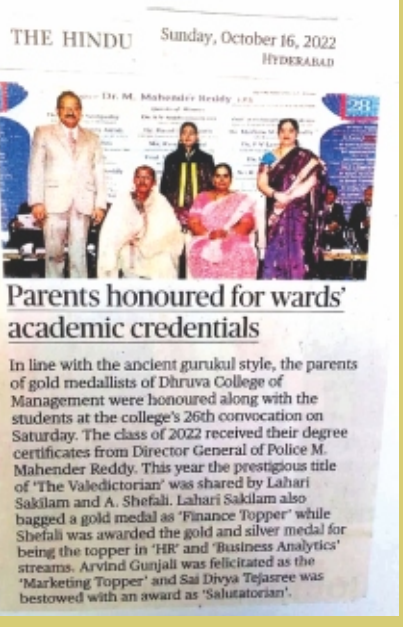 THE HINDU
Sunday, October 16, 2022
HYDERABAD
Dr. M. Mahender Reddy
28
Parents honoured for wards'
academic credentials
In line with the ancient gurukul style, the parents
of gold medallists of Dhruva College of
Management were honoured along with the
students at the college's 26th convocation on
Saturday. The class of 2022 received their degree
certificates from Director General of Police M.
Mahender Reddy. This year the prestigious title
of 'The Valedictorian' was shared by Lahari
Sakilam and A. Shefali. Lahari Sakilam also
bagged a gold medal as 'Finance Topper' while
Shefali was awarded the gold and silver medal for
being the topper in 'HR' and 'Business Analytics'
streams. Arvind Gunjali was felicitated as the
'Marketing Topper' and Sai Divya Tejasree was
bestowed with an award as 'Salutatorian'.